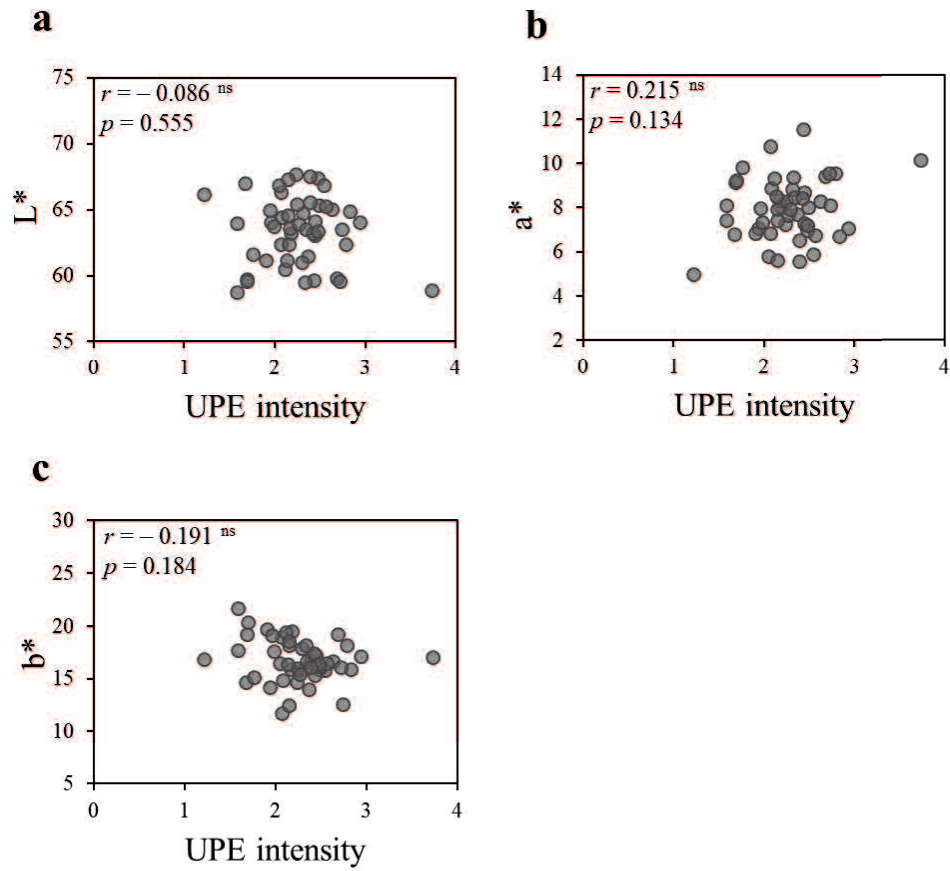 a
r = – 0.086 ns
p = 0.555
75
70
65
60
55
L*
0 1 2 3 4
UPE intensity
b
r = 0.215 ns
p = 0.134
14
12
10
8
6
4
2
a*
0 1 2 3 4
UPE intensity
c
r = – 0.191 ns
p = 0.184
30
25
20
15
10
5
b*
0 1 2 3 4
UPE intensity